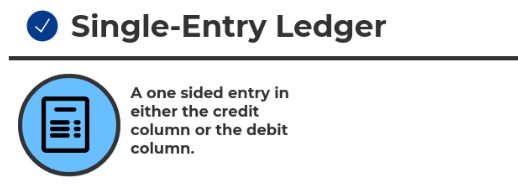 Single-Entry Ledger
A one sided entry in
either the credit
column or the debit
column.